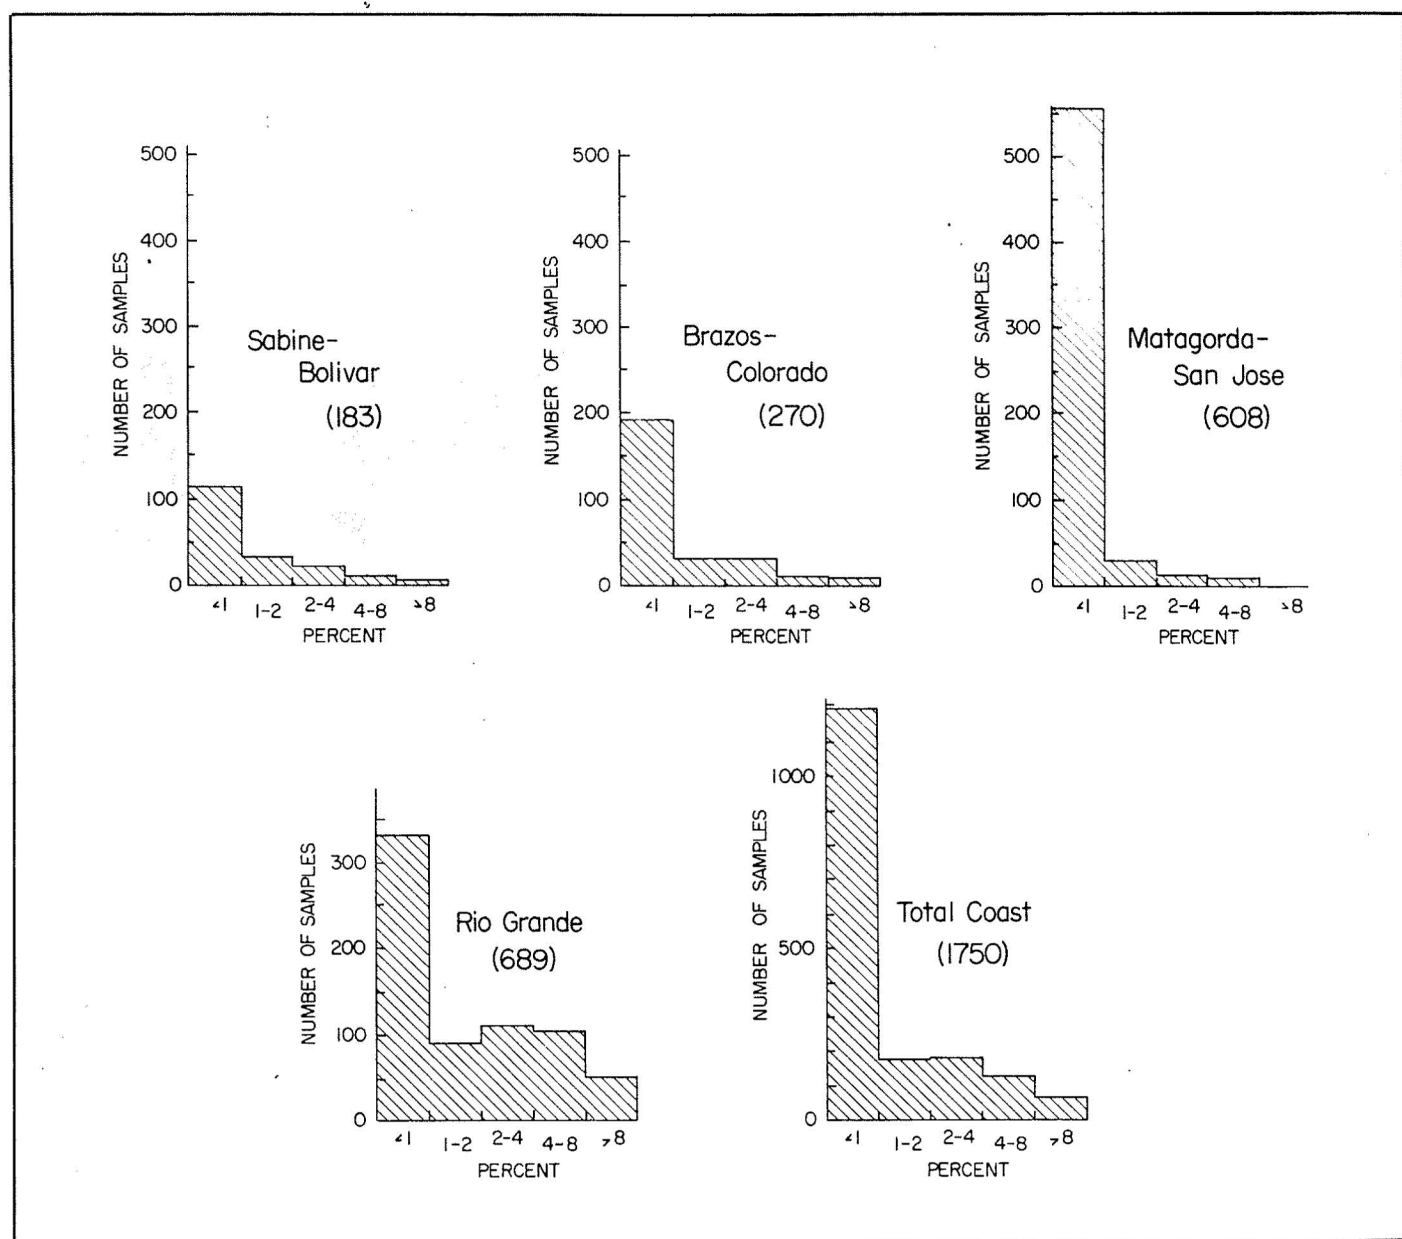 500
400
300
200
100
0
NUMBER OF SAMPLES
Sabine-
Bolivar
(183)
<1 1-2 2-4 4-8 >8
PERCENT
500
400
300
200
100
0
NUMBER OF SAMPLES
Brazos-
Colorado
(270)
<1 1-2 2-4 4-8 >8
PERCENT
500
400
300
200
100
0
NUMBER OF SAMPLES
Matagorda-
San Jose
(608)
<1 1-2 2-4 4-8 >8
PERCENT
300
200
100
0
NUMBER OF SAMPLES
Rio Grande
(689)
<1 1-2 2-4 4-8 >8
PERCENT
1000
500
0
NUMBER OF SAMPLES
Total Coast
(1750)
<1 1-2 2-4 4-8 >8
PERCENT